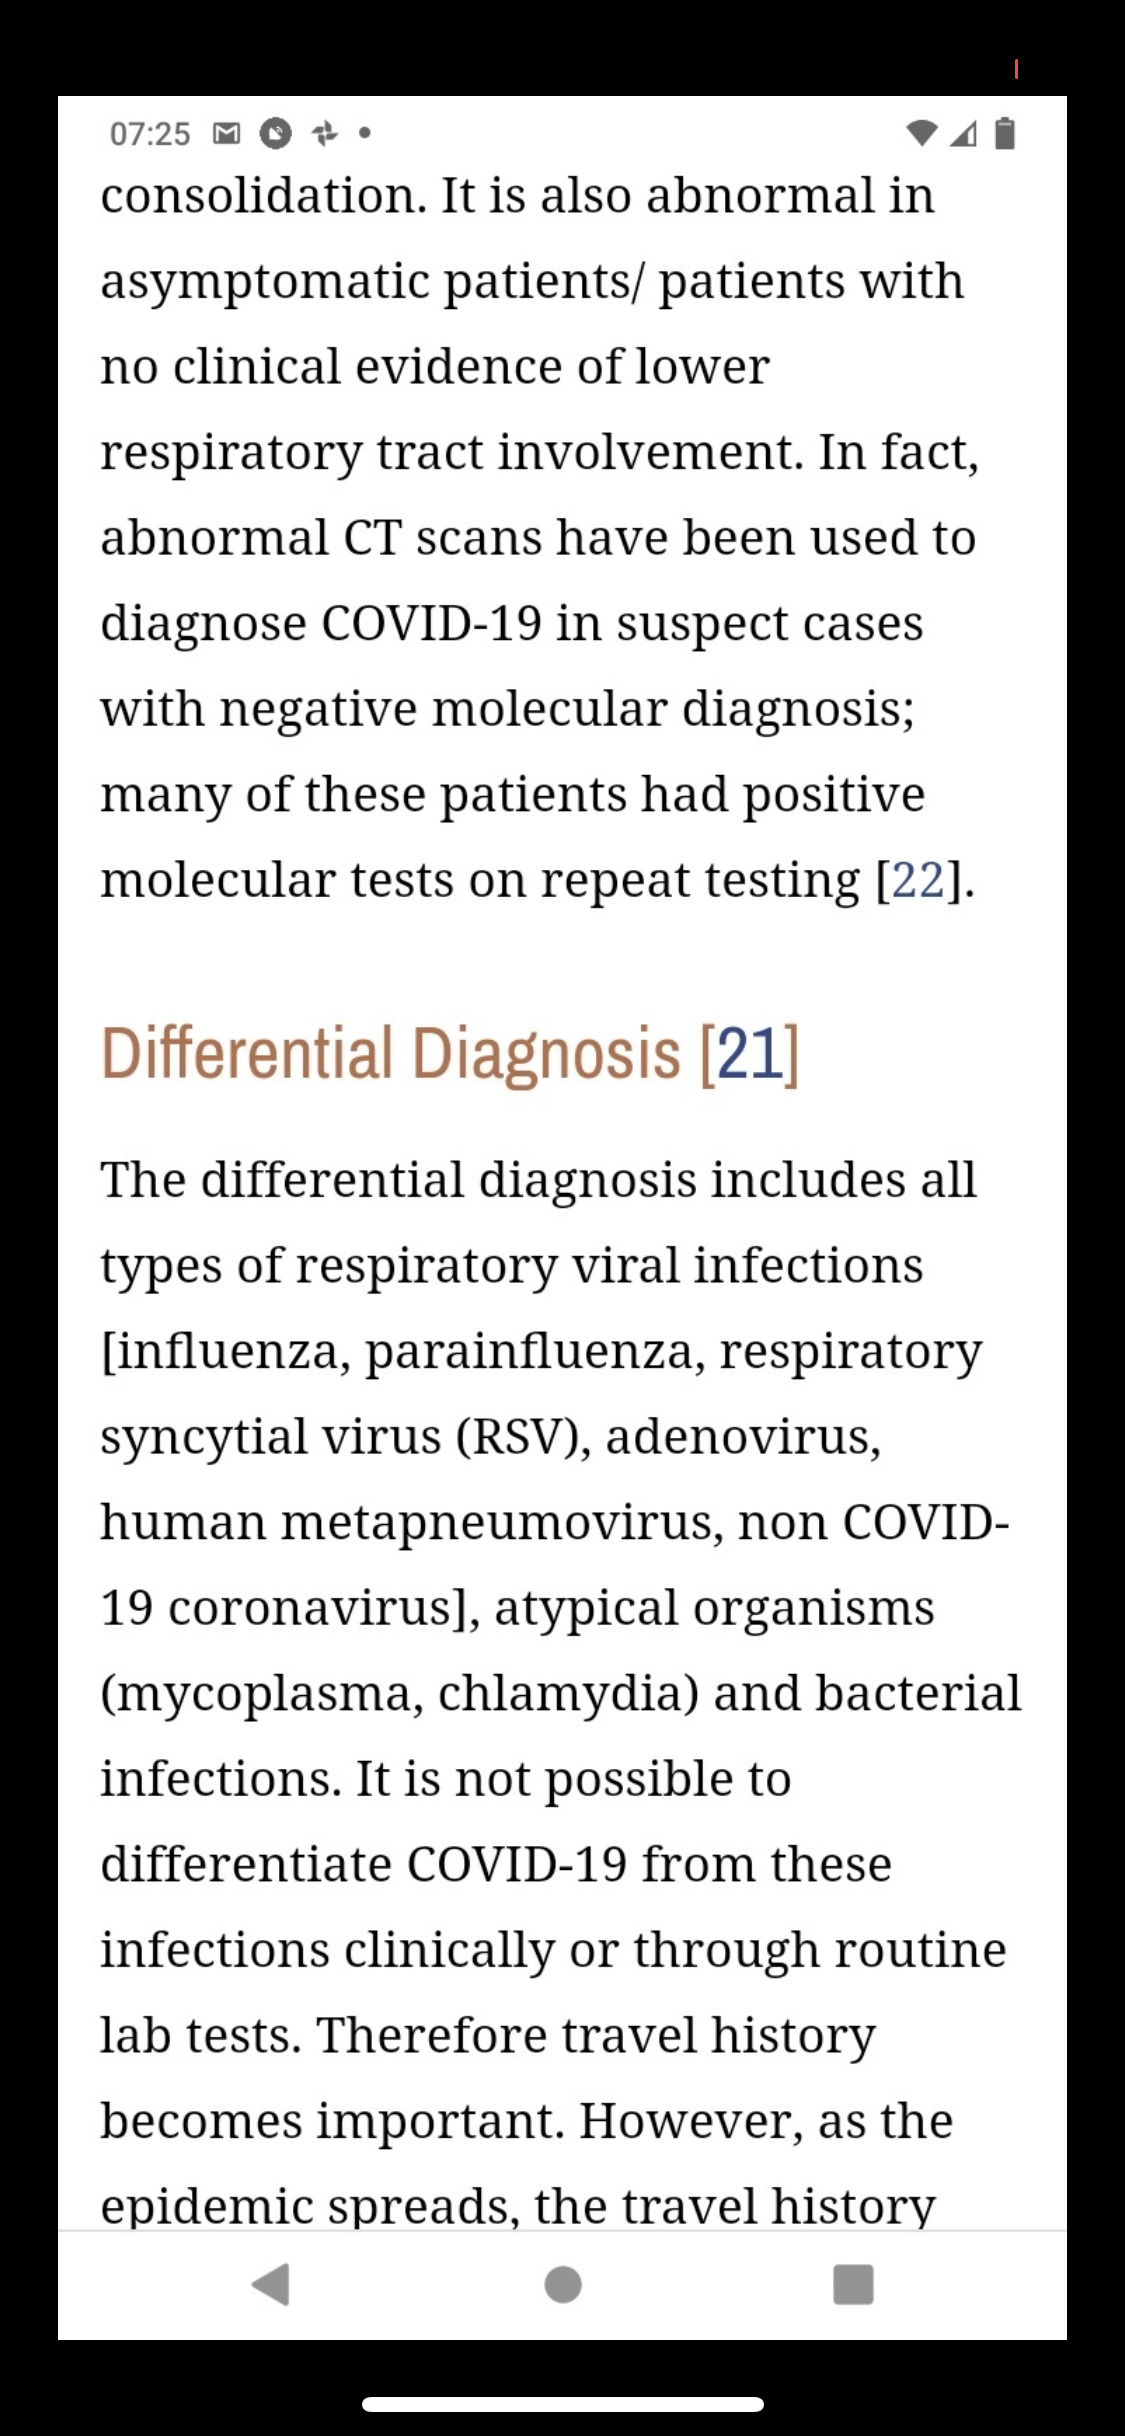 07:25
consolidation. It is also abnormal in
asymptomatic patients/ patients with
no clinical evidence of lower
respiratory tract involvement. In fact,
abnormal CT scans have been used to
diagnose COVID-19 in suspect cases
with negative molecular diagnosis;
many of these patients had positive
molecular tests on repeat testing [22].
Differential Diagnosis [21]
The differential diagnosis includes all
types of respiratory viral infections
[influenza, parainfluenza, respiratory
syncytial virus (RSV), adenovirus,
human metapneumovirus, non COVID-
19 coronavirus], atypical organisms
(mycoplasma, chlamydia) and bacterial
infections. It is not possible to
differentiate COVID-19 from these
infections clinically or through routine
lab tests. Therefore travel history
becomes important. However, as the
epidemic spreads, the travel history